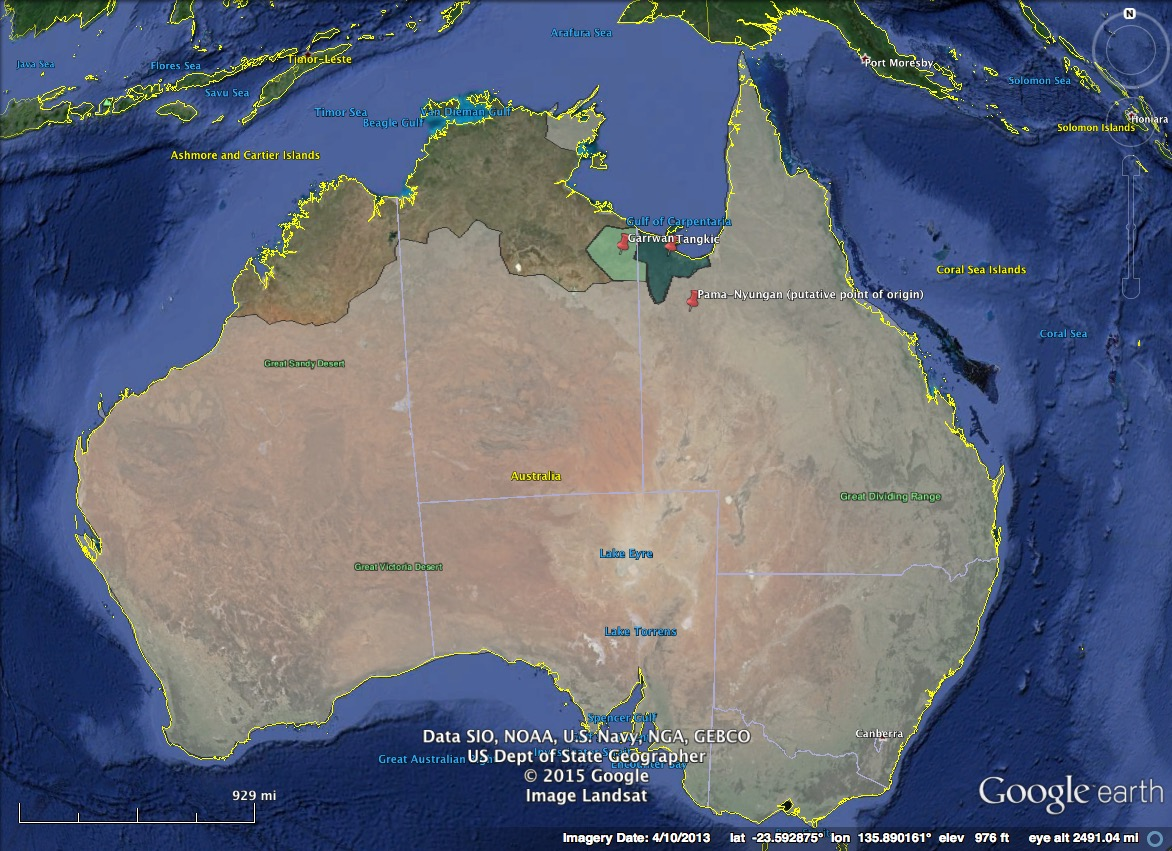 N
Arafura Sea
Java Sea
Flores Sea
Timor-Leste
Port Moresby
Savu Sea
Solomon Sea
Timor Sea
Van Dieman Gulf
Beagle Gulf
Honiara
Solomon Islands
Ashmore and Cartier Islands
Gulf of Carpentaria
Garrwan
Tangkic
Coral Sea Islands
Pama-Nyungan (putative point of origin)
Coral Sea
Great Sandy Desert
Australia
Great Dividing Range
Lake Eyre
Great Victoria Desert
Lake Torrens
Spencer Gulf
Canberra
Data SIO, NOAA, U.S. Navy, NGA, GEBCO
Great Australian
US Dept of State Geographer
Encounter Bay
© 2015 Google
Image Landsat
929 mi
Google earth
Imagery Date: 4/10/2013 lat -23.592875° lon 135.890161° elev 976 ft eye alt 2491.04 mi